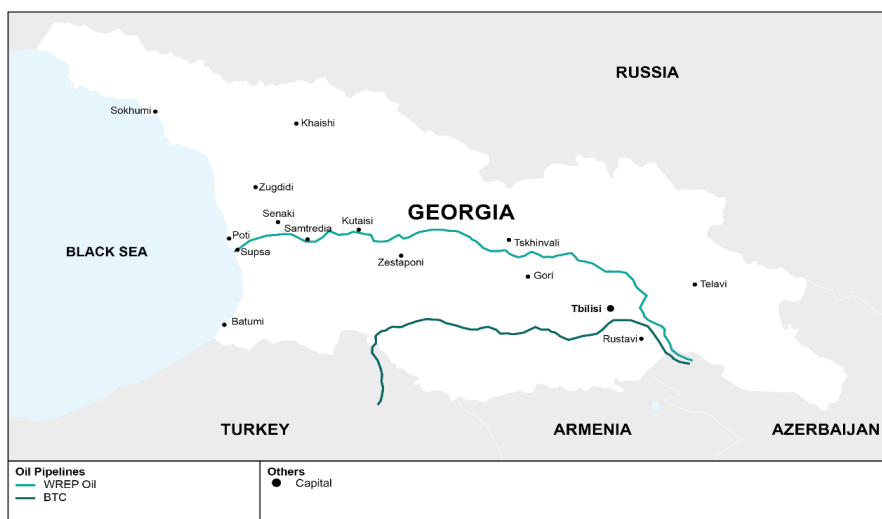 RUSSIA
Sokhumi
Khaishi
Zugdidi
GEORGIA
Senaki
Kutaisi
Samtredia
Poti
Tskhinvali
BLACK SEA
Supsa
Zestaponi
Gori
Telavi
Tbilisi
Batumi
Rustavi
TURKEY
ARMENIA
AZERBAIJAN
Oil Pipelines
WREP Oil
BTC
Others
Capital